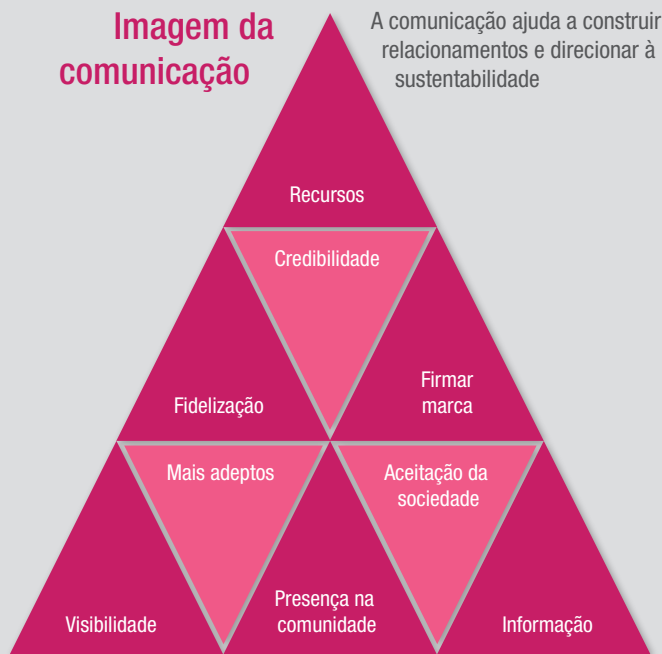 Imagem da
comunicação
A comunicação ajuda a construir
relacionamentos e direcionar à
sustentabilidade
Recursos
Credibilidade
Fidelização
Firmar
marca
Mais adeptos
Aceitação da
sociedade
Visibilidade
Presença na
comunidade
Informação